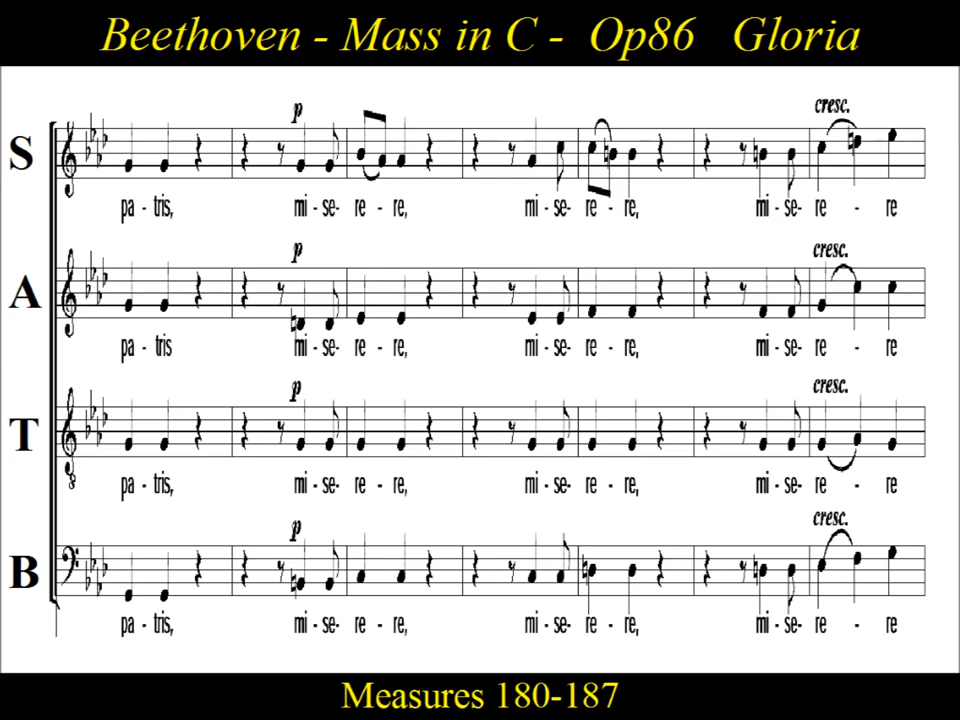 Beethoven - Mass in C - Op86 Gloria
p cresc.
S
pa - tris, mi - se- re - re, mi - se- re - re, mi - se- re - re
p cresc.
A
pa - tris mi - se- re - re, mi - se- re - re, mi - se- re re
p cresc.
T
8
pa - tris, mi - se- re - re, mi - se- re - re, mi - se- re - re
p cresc.
B
pa - tris, mi - se- re - re, mi - se- re - re, mi - se- re - re
Measures 180-187